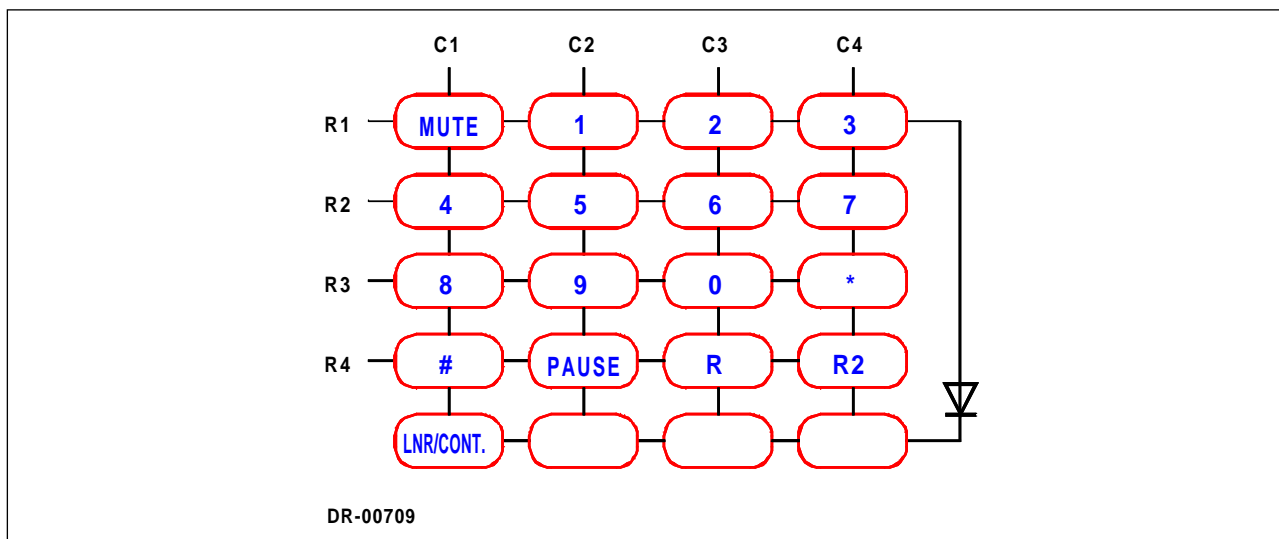 C1 C2 C3 C4
R1 MUTE 1 2 3
R2 4 5 6 7
R3 8 9 0 *
R4 # PAUSE R R2
LNR/CONT.
DR-00709